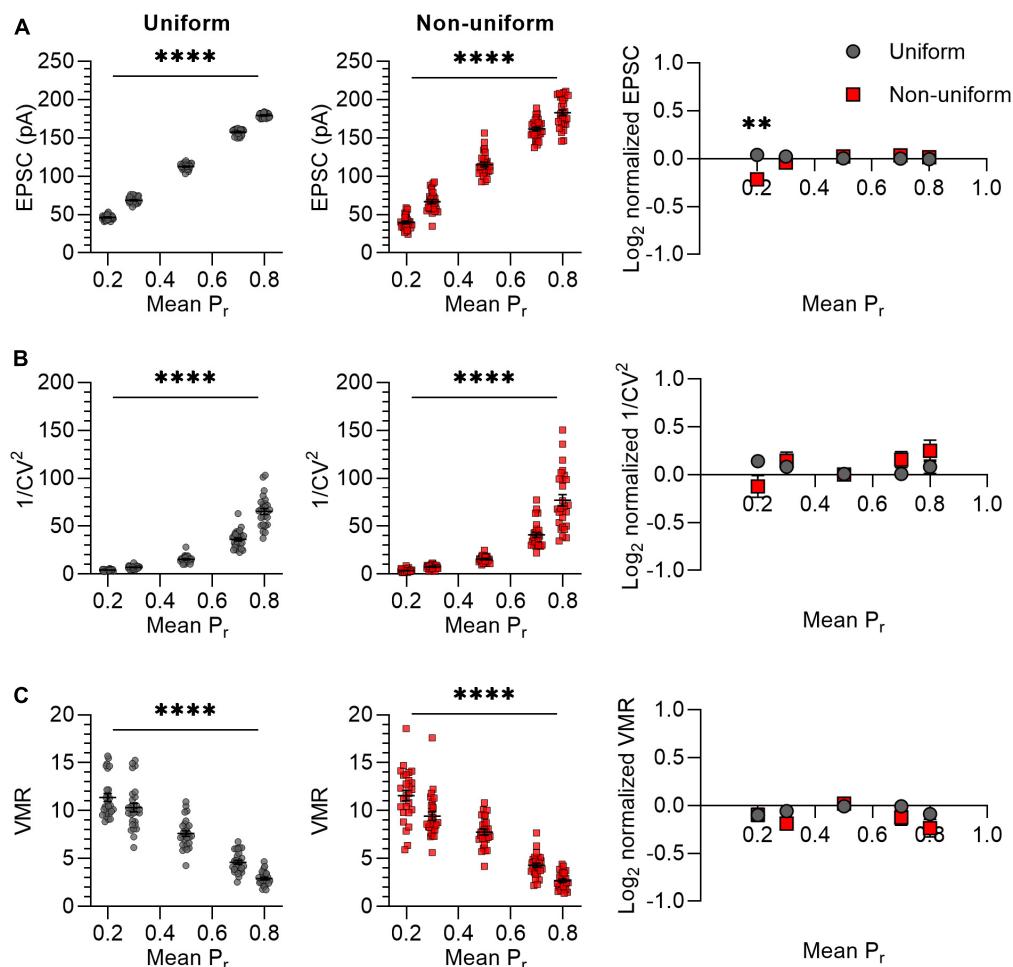 A
Uniform
Non-uniform
****
****
Uniform
Non-uniform
**
EPSC (pA)
250
200
150
100
50
0
0.2 0.4 0.6 0.8
Mean Pr
EPSC (pA)
250
200
150
100
50
0
0.2 0.4 0.6 0.8
Mean Pr
Log2 normalized EPSC
1.0
0.5
0.0
-0.5
-1.0
0.2 0.4 0.6 0.8 1.0
Mean Pr
B
****
****
1/CV2
200
150
100
50
0
0.2 0.4 0.6 0.8
Mean Pr
1/CV2
200
150
100
50
0
0.2 0.4 0.6 0.8
Mean Pr
Log2 normalized 1/CV2
1.0
0.5
0.0
-0.5
-1.0
0.2 0.4 0.6 0.8 1.0
Mean Pr
C
****
****
VMR
20
15
10
5
0
0.2 0.4 0.6 0.8
Mean Pr
VMR
20
15
10
5
0
0.2 0.4 0.6 0.8
Mean Pr
Log2 normalized VMR
1.0
0.5
0.0
-0.5
-1.0
0.2 0.4 0.6 0.8 1.0
Mean Pr